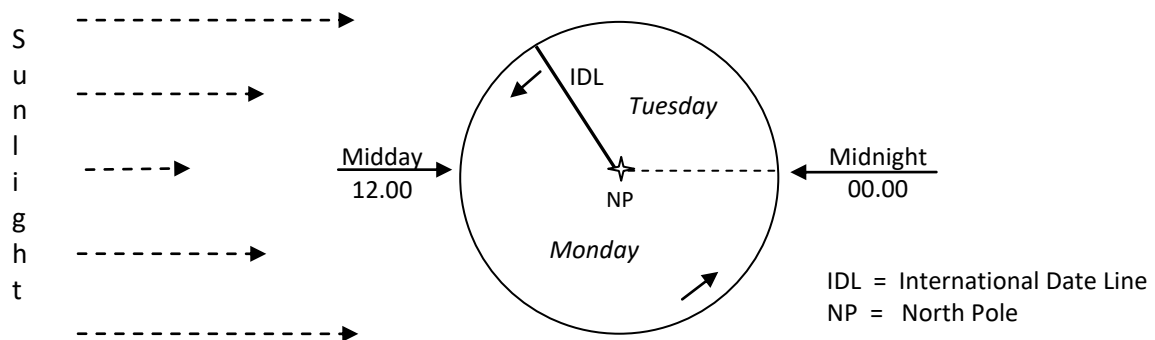 S
u
n
l
i
g
h
t
IDL
Tuesday
Midday
12.00
Midnight
00.00
NP
Monday
IDL = International Date Line
NP = North Pole